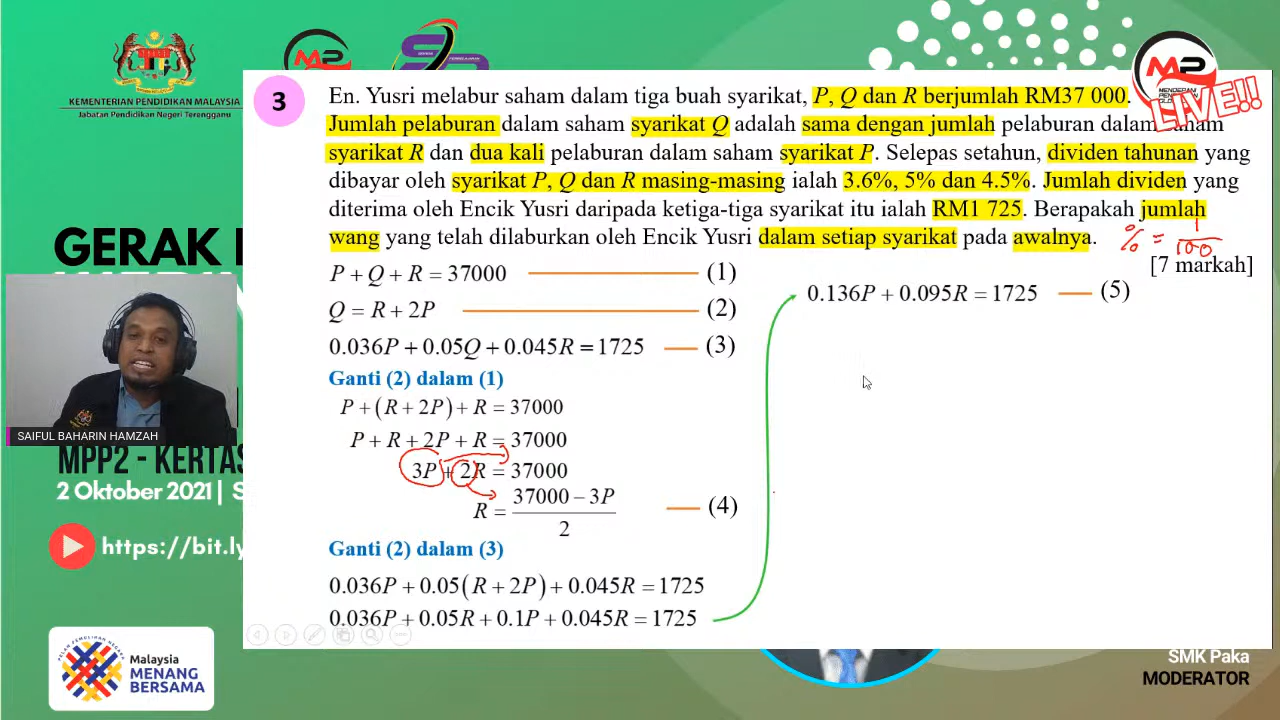 KEMENTERIAN PENDIDIKAN MALAYSIA
Jabatan Pendidikan Negeri Terengganu
MP
MP
LIVE!!
3
En. Yusri melabur saham dalam tiga buah syarikat, P, Q dan R berjumlah RM37 000.
Jumlah pelaburan dalam saham syarikat Q adalah sama dengan jumlah pelaburan dalam saham
syarikat R dan dua kali pelaburan dalam saham syarikat P. Selepas setahun, dividen tahunan yang
dibayar oleh syarikat P, Q dan R masing-masing ialah 3.6%, 5% dan 4.5%. Jumlah dividen yang
diterima oleh Encik Yusri daripada ketiga-tiga syarikat itu ialah RM1 725. Berapakah jumlah
wang yang telah dilaburkan oleh Encik Yusri dalam setiap syarikat pada awalnya.
% = 1/100
[7 markah]
P + Q + R = 37000 (1)
Q = R + 2P (2)
0.036P + 0.05Q + 0.045R = 1725 (3)
Ganti (2) dalam (1)
P + (R + 2P) + R = 37000
P + R + 2P + R = 37000
3P + 2R = 37000
R = (37000 − 3P)/2 (4)
Ganti (2) dalam (3)
0.036P + 0.05(R + 2P) + 0.045R = 1725
0.036P + 0.05R + 0.1P + 0.045R = 1725
0.136P + 0.095R = 1725 (5)
GERAK
SAIFUL BAHARIN HAMZAH
MPP2 - KERTAS
2 Oktober 2021|
https://bit.ly
Malaysia
MENANG
BERSAMA
SMK Paka
MODERATOR